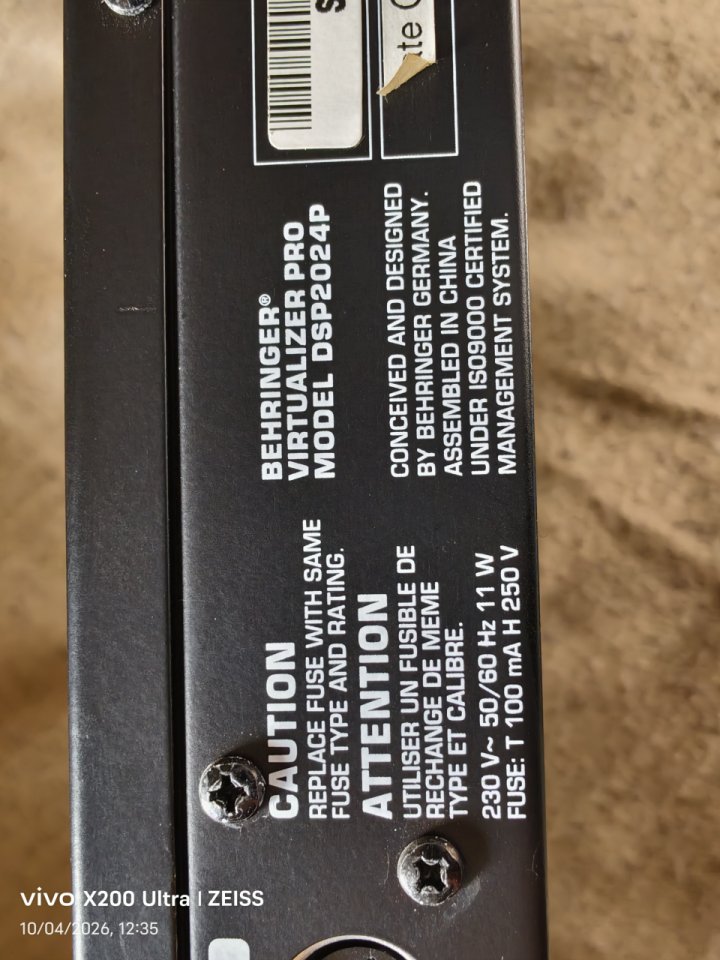 CAUTION
REPLACE FUSE WITH SAME
FUSE TYPE AND RATING.
ATTENTION
UTILISER UN FUSIBLE DE
RECHANGE DE MEME
TYPE ET CALIBRE.
230 V~ 50/60 Hz 11 W
FUSE: T 100 mA H 250 V
BEHRINGER®
VIRTUALIZER PRO
MODEL DSP2024P
CONCEIVED AND DESIGNED
BY BEHRINGER GERMANY.
ASSEMBLED IN CHINA
UNDER ISO9000 CERTIFIED
MANAGEMENT SYSTEM.
vivo X200 Ultra | ZEISS
10/04/2026, 12:35